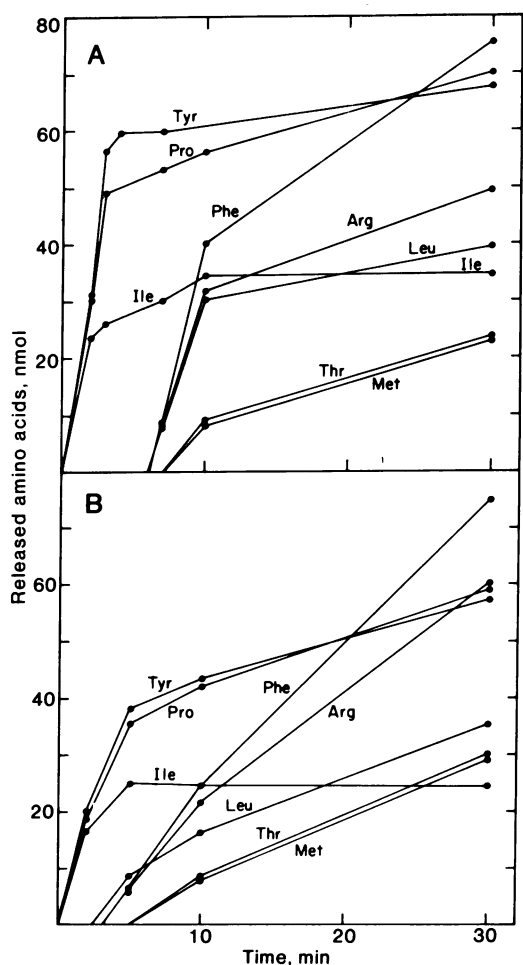 80
A
Tyr
60
Pro
Phe
Arg
40
Leu
Ile
Ile
20
Thr
Met
Released amino acids, nmol
B
60
Tyr
Phe
40
Pro
Arg
Ile
Leu
20
Thr
Met
10
20
30
Time, min